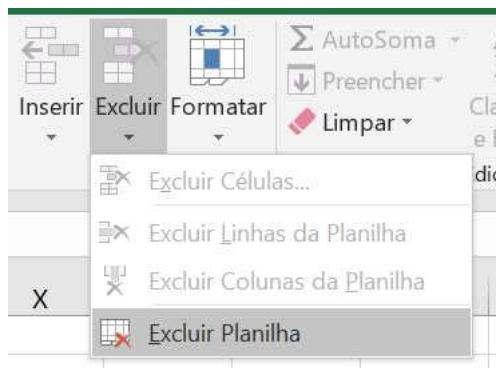 AutoSoma
Preencher
Inserir Excluir Formatar
Limpar
Excluir Células...
Excluir Linhas da Planilha
Excluir Colunas da Planilha
X
Excluir Planilha